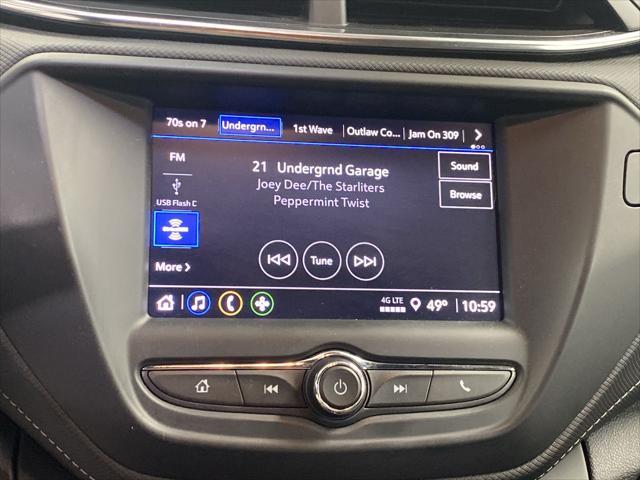 70s on 7 Undergrn... 1st Wave Outlaw Co... Jam On 309
FM
21 Undergrnd Garage
Sound
Joey Dee/The Starliters
USB Flash D
Peppermint Twist
Browse
More
Tune
4G LTE 49° 10:59